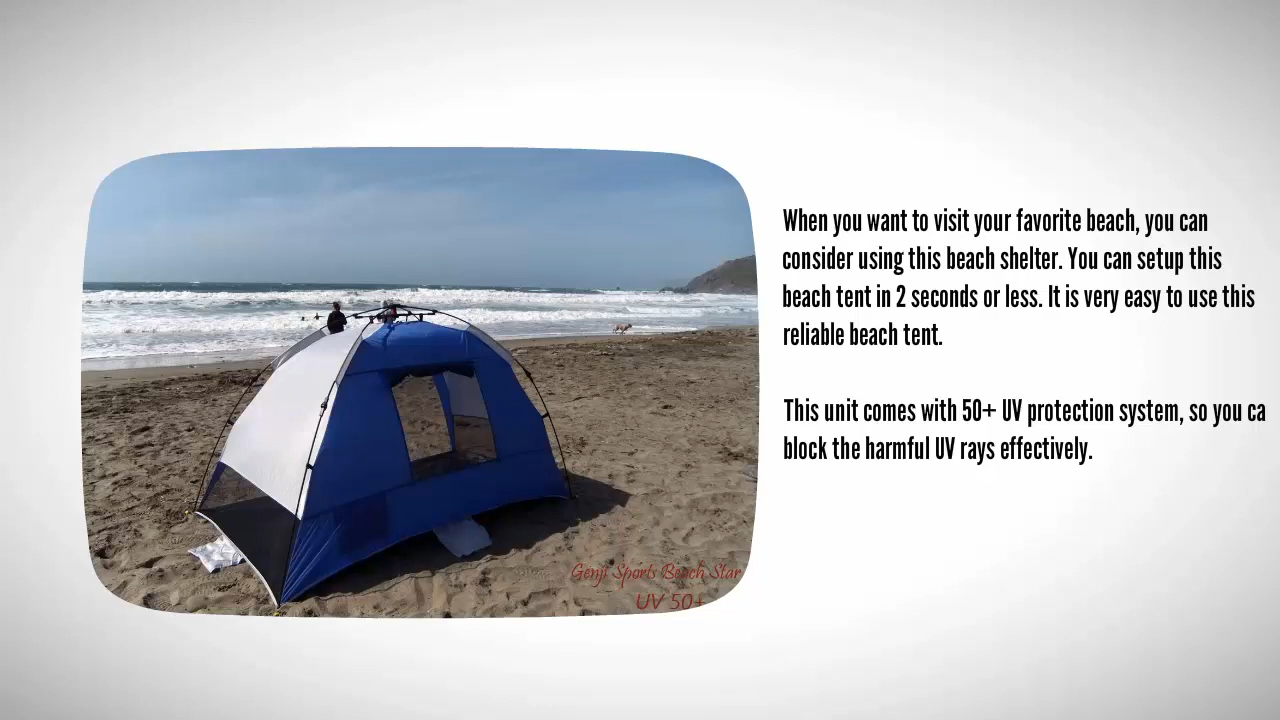 When you want to visit your favorite beach, you can
consider using this beach shelter. You can setup this
beach tent in 2 seconds or less. It is very easy to use this
reliable beach tent.
This unit comes with 50+ UV protection system, so you ca
block the harmful UV rays effectively.
Genji Sports Beach Star
UV 50+